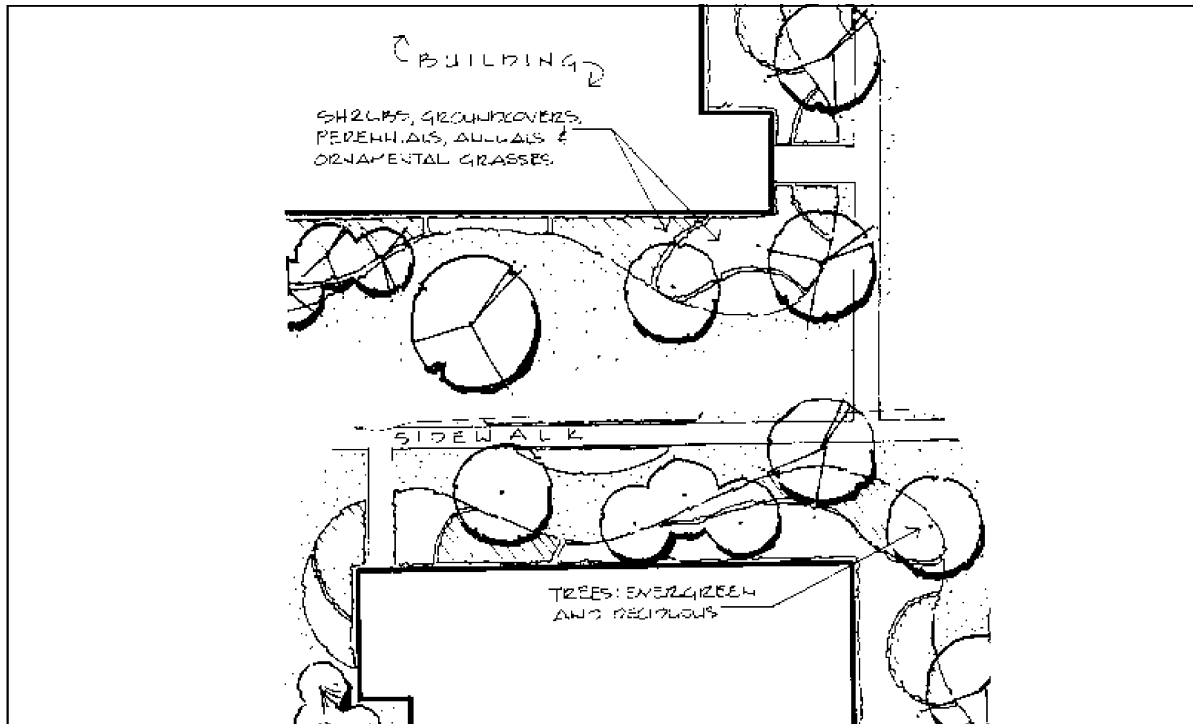 BUILDING
SHRUBS, GROUNDCOVERS,
PERENNIALS, ANNUALS &
ORNAMENTAL GRASSES
SIDEWALK
TREES: EVERGREEN
AND DECIDUOUS